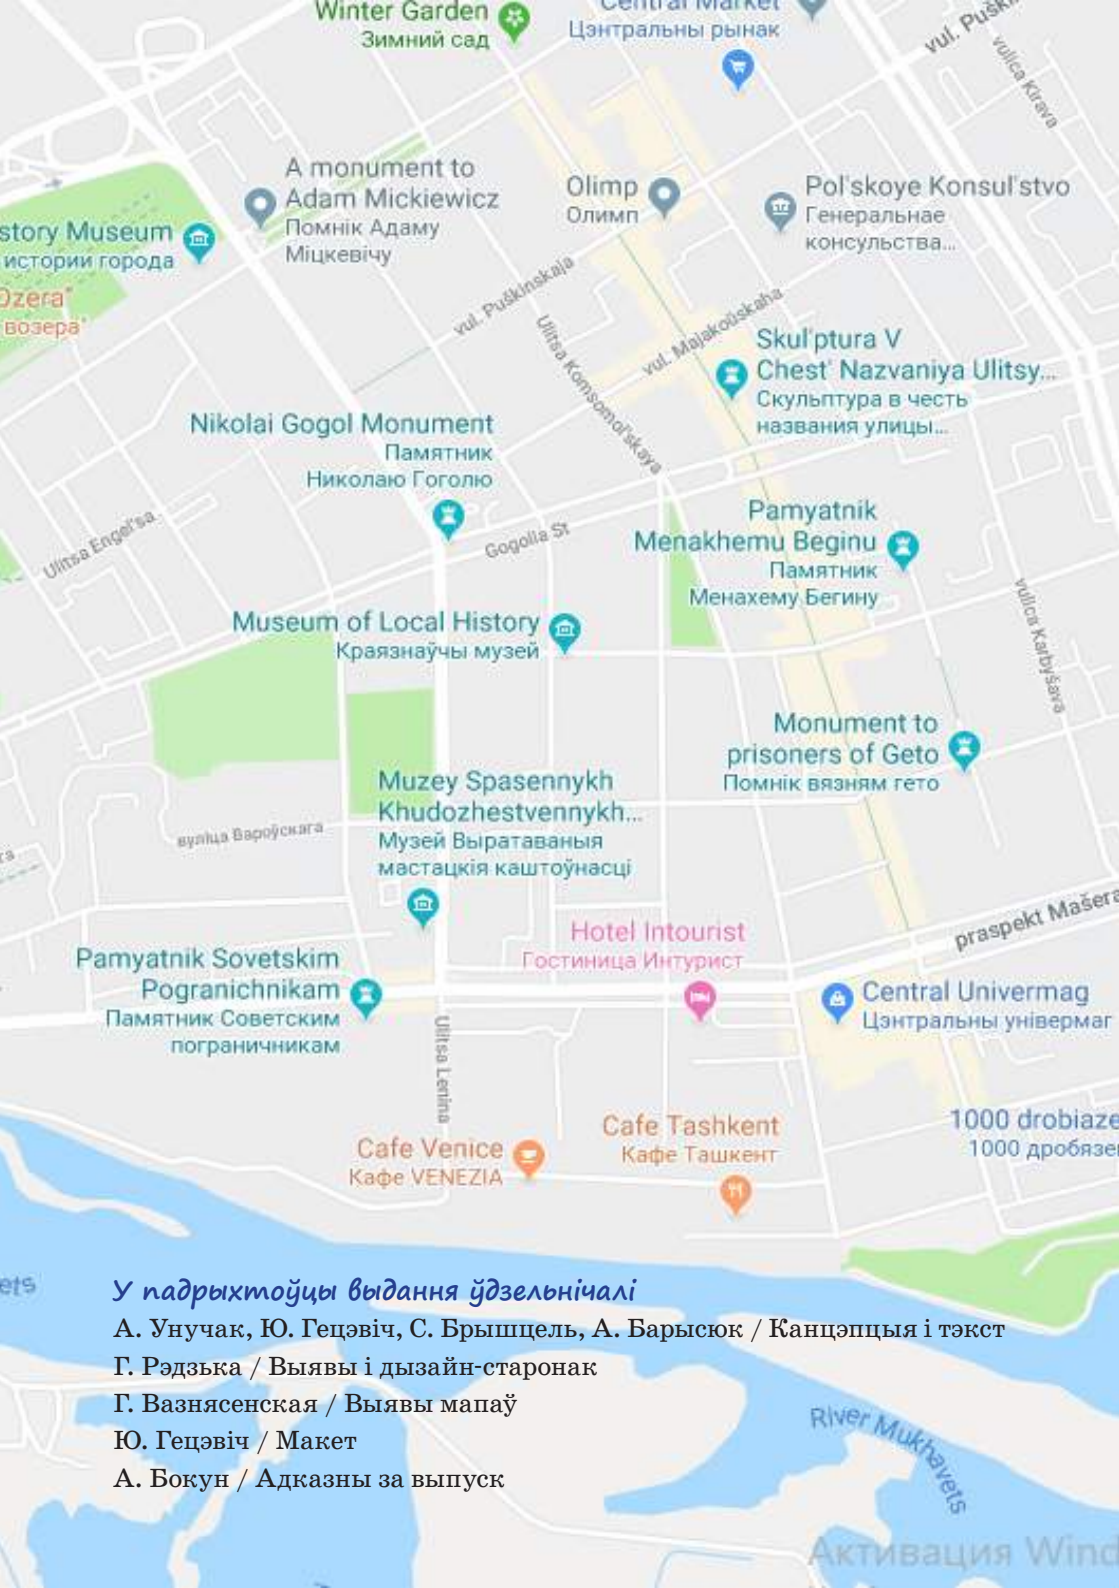 Winter Garden
Зимний сад
Central Market
Цэнтральны рынак
vul.
vulica Kirava
A monument to
Adam Mickiewicz
Помнік Адаму
Міцкевічу
Olimp
Олимп
Pol'skoye Konsul'stvo
Генеральнае
консульства...
story Museum
истории города
Ozera"
возера"
vul. Puškinskaja
Ulitsa Komsomol'skaya
vul. Majakoŭskaha
Skul'ptura V
Chest' Nazvaniya Ulitsy...
Скульптура в честь
названия улицы...
Nikolai Gogol Monument
Памятник
Николаю Гоголю
Ulitsa Engel'sa
Gogolia St
Pamyatnik
Menakhemu Beginu
Памятник
Менахему Бегину
vulica Karbyšava
Museum of Local History
Краязнаўчы музей
Monument to
prisoners of Geto
Помнік вязням гето
Muzey Spasennykh
Khudozhestvennykh...
Музей Выратаваныя
мастацкія каштоўнасці
вуліца Вароўскага
Hotel Intourist
Гостиница Интурист
praspekt Mašera
Pamyatnik Sovetskim
Pogranichnikam
Памятник Советским
пограничникам
Central Univermag
Цэнтральны універмаг
Ulitsa Lenina
Cafe Venice
Кафе VENEZIA
Cafe Tashkent
Кафе Ташкент
1000 drobiaze
1000 дробязе
ets
У падрыхтоўцы выдання ўдзельнічалі
А. Унучак, Ю. Гецэвіч, С. Брышцель, А. Барысюк / Канцэпцыя і тэкст
Г. Рэдзька / Выявы і дызайн-старонак
Г. Вазнясенская / Выявы мапаў
Ю. Гецэвіч / Макет
А. Бокун / Адказны за выпуск
River Mukhavets
Активация Wind